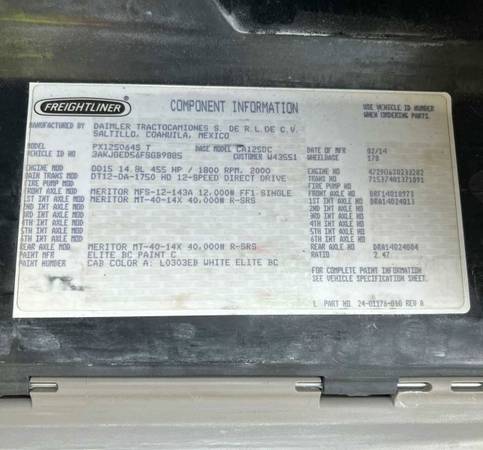 FREIGHTLINER
COMPONENT INFORMATION
USE VEHICLE ID NUMBER
WHEN ORDERING PARTS
MANUFACTURED BY DAIMLER TRACTOCAMIONES S. DE R.L.DE C.V.
SALTILLO, COAHUILA, MEXICO
MODEL PX125064S T BASE MODEL CA125DC MFR 02/14
VEHICLE ID NO CUSTOMER W43551 WHEELBASE 178
ENGINE MOD DD15 14.8L 455 HP / 1800 RPM, 2000 ENGINE NO
TRANS MOD DT12-DA-1750 HD 12-SPEED DIRECT DRIVE TRANS NO
FIRE PUMP MOD FIRE PUMP NO
FRONT AXLE MOD MERITOR MFS-12-143A 12,000# FF1 SINGLE FRONT AXLE NO
1ST INT AXLE MOD MERITOR MT-40-14X 40,000# R-SRS 1ST INT AXLE NO
2ND INT AXLE MOD 2ND INT AXLE NO
3RD INT AXLE MOD 3RD INT AXLE NO
4TH INT AXLE MOD 4TH INT AXLE NO
5TH INT AXLE MOD 5TH INT AXLE NO
6TH INT AXLE MOD 6TH INT AXLE NO
REAR AXLE MOD MERITOR MT-40-14X 40,000# R-SRS REAR AXLE NO
PAINT MFR ELITE BC PAINT C RATIO 2.47
PAINT NUMBER CAB COLOR A: L0303EB WHITE ELITE BC
FOR COMPLETE PAINT INFORMATION
SEE VEHICLE SPECIFICATION SHEET
PART NO. REV A